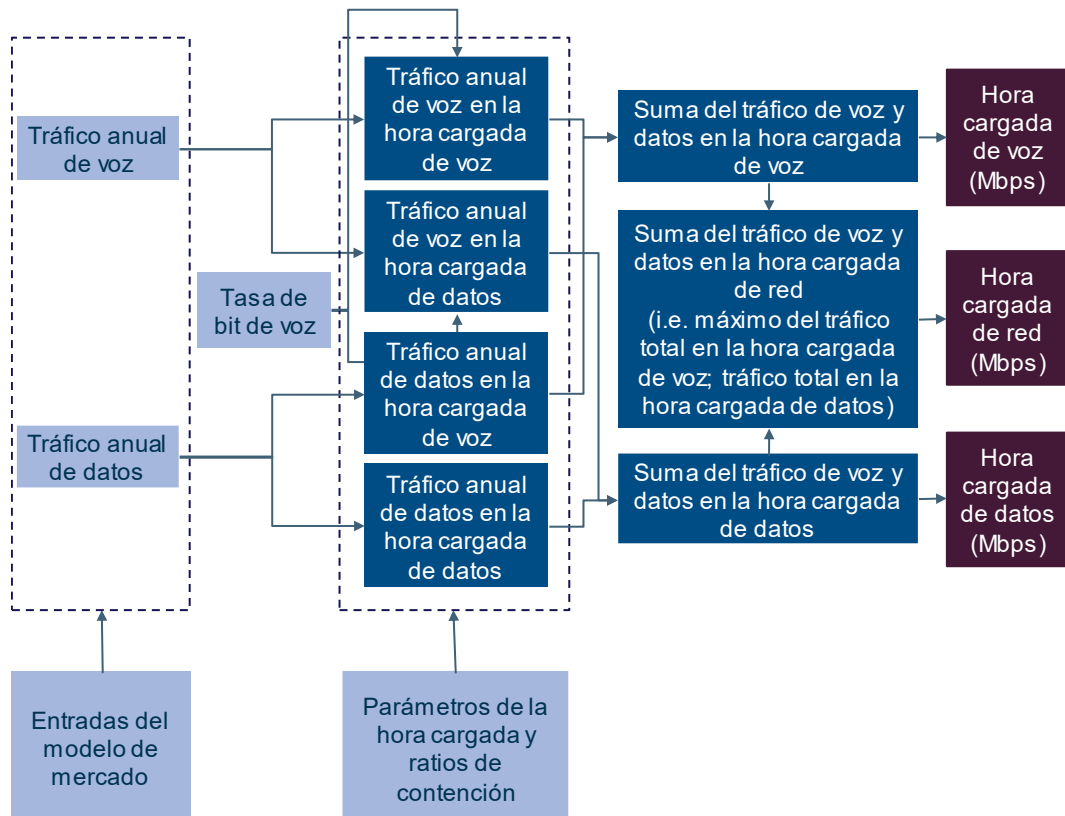 Tráfico anual
de voz
Tráfico anual
de datos
Tasa de
bit de voz
Tráfico anual
de voz en la
hora cargada
de voz
Tráfico anual
de voz en la
hora cargada
de datos
Tráfico anual
de datos en la
hora cargada
de voz
Tráfico anual
de datos en la
hora cargada
de datos
Suma del tráfico de voz y
datos en la hora cargada
de voz
Suma del tráfico de voz y
datos en la hora cargada
de red
(i.e. máximo del tráfico
total en la hora cargada
de voz; tráfico total en la
hora cargada de datos)
Suma del tráfico de voz y
datos en la hora cargada
de datos
Hora
cargada
de voz
(Mbps)
Hora
cargada
de red
(Mbps)
Hora
cargada
de datos
(Mbps)
Entradas del
modelo de
mercado
Parámetros de la
hora cargada y
ratios de
contención